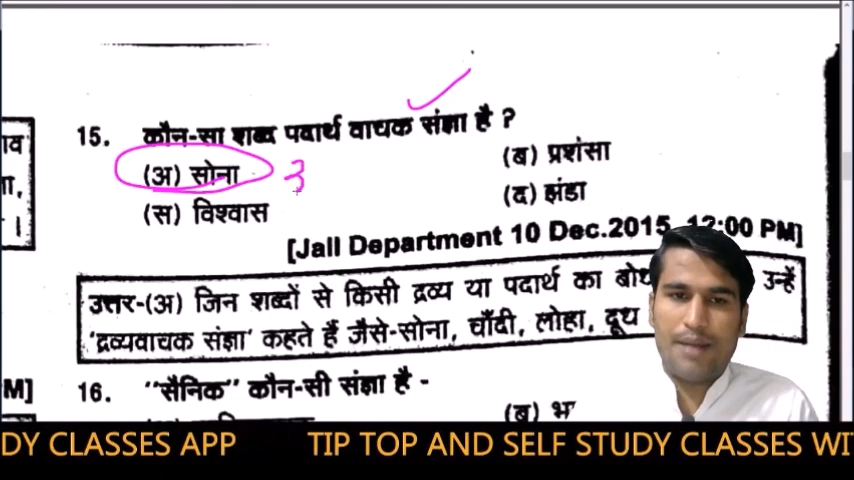 15. कौन-सा शब्द पदार्थ वाचक संज्ञा है ?
(अ) सोना (ब) प्रशंसा
(स) विश्वास (द) झंडा
[Jail Department 10 Dec.2015, 12:00 PM]
उत्तर-(अ) जिन शब्दों से किसी द्रव्य या पदार्थ का उन्हें
'द्रव्यवाचक संज्ञा' कहते हैं जैसे-सोना, चाँदी, लोहा, दूध
M] 16. "सैनिक" कौन-सी संज्ञा है -
(ब)
DY CLASSES APP TIP TOP AND SELF STUDY CLASSES WI